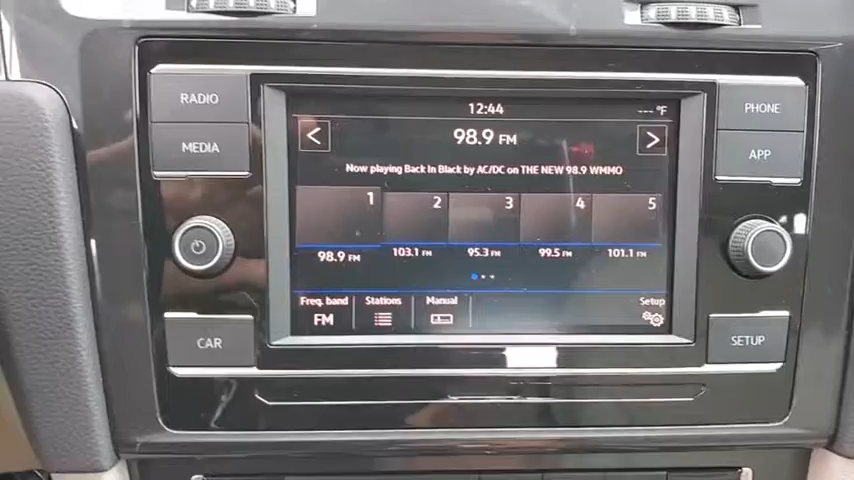 RADIO
MEDIA
CAR
12:44
-- °F
98.9 FM
Now playing Back in Black by AC/DC on THE NEW 98.9 WMMO
1 2 3 4 5
98.9 FM 103.1 FM 95.3 FM 99.5 FM 101.1 FM
Freq. band Stations Manual Setup
FM
PHONE
APP
SETUP